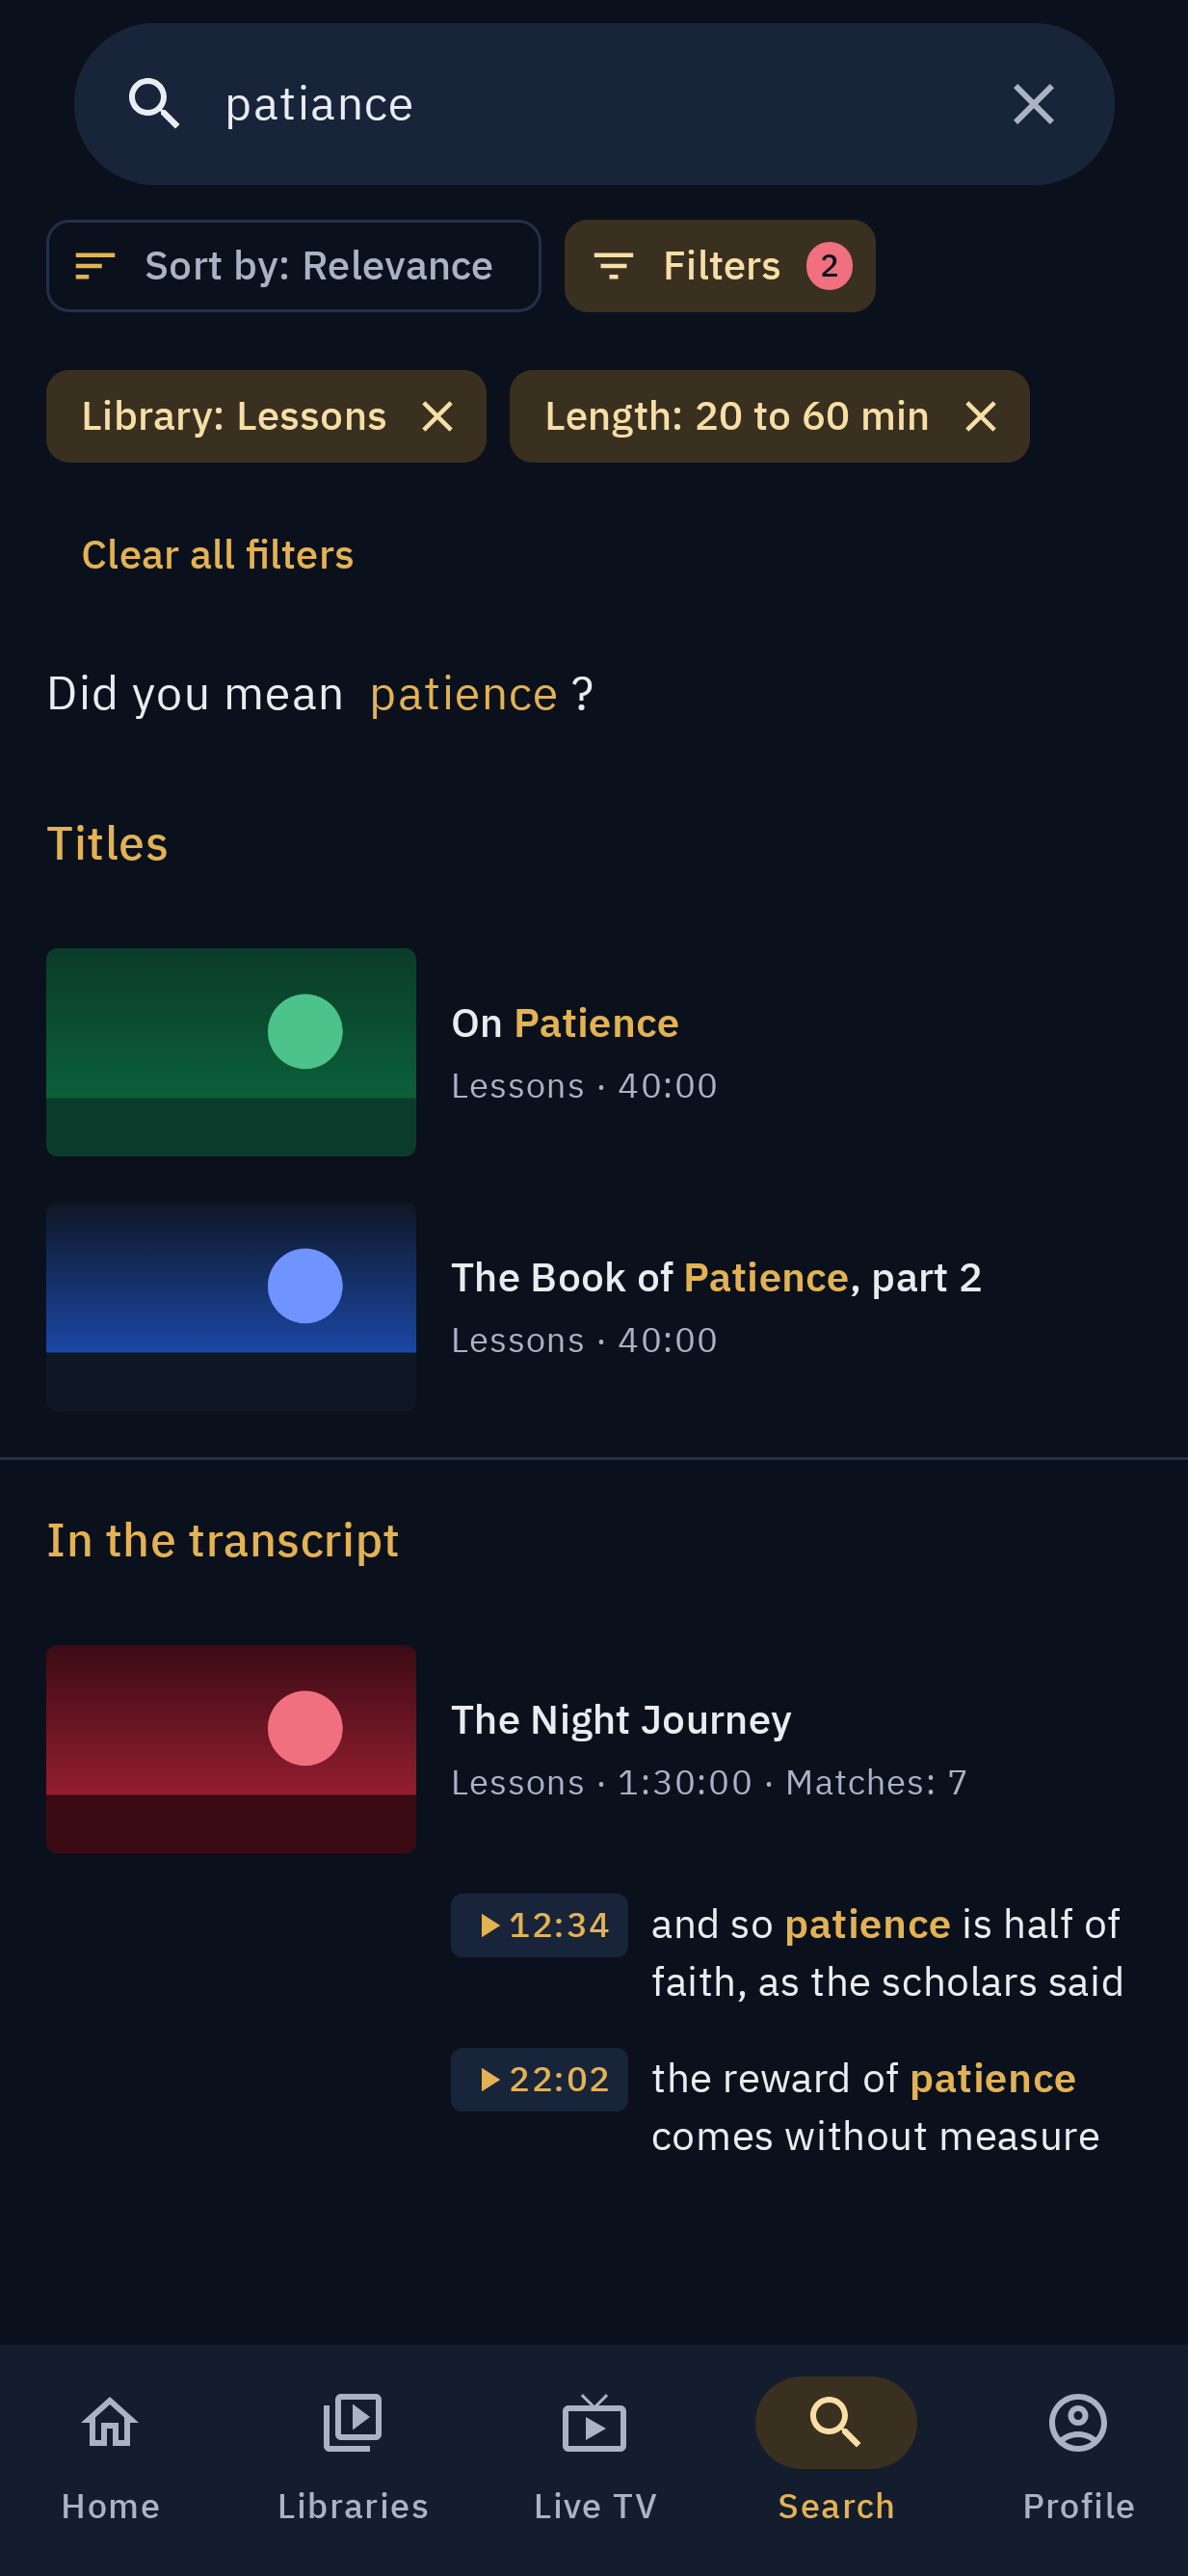 patiance
Sort by: Relevance
Filters 2
Library: Lessons
Length: 20 to 60 min
Clear all filters
Did you mean patience ?
Titles
On Patience
Lessons · 40:00
The Book of Patience, part 2
Lessons · 40:00
In the transcript
The Night Journey
Lessons · 1:30:00 · Matches: 7
12:34
and so patience is half of
faith, as the scholars said
22:02
the reward of patience
comes without measure
Home
Libraries
Live TV
Search
Profile